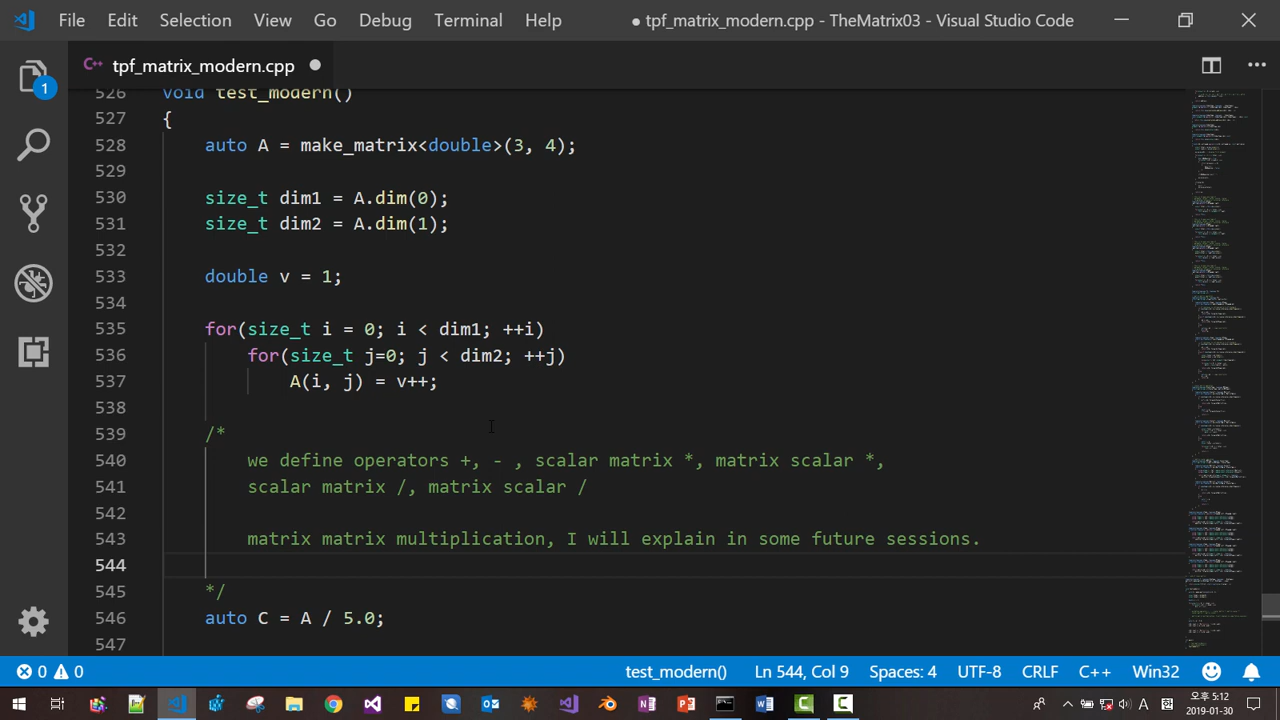 File Edit Selection View Go Debug Terminal Help ● tpf_matrix_modern.cpp - TheMatrix03 - Visual Studio Code
C++ tpf_matrix_modern.cpp
1
526 void test_modern()
527 {
528 auto A = make_matrix<double>(5, 4);
529
530 size_t dim1 = A.dim(0);
531 size_t dim2 = A.dim(1);
532
533 double v = 1;
534
535 for(size_t i = 0; i < dim1; ++i)
536 for(size_t j=0; j < dim2; ++j)
537 A(i, j) = v++;
538
539 /*
540 we define operators +, -, scalar matrix *, matrix scalar *,
541 scalar matrix /, matrix scalar /
542
543 matrix matrix multiplication, I will explain in some future sessions.
544
545 */
546 auto C = A / 5.0;
547
0 0 test_modern() Ln 544, Col 9 Spaces: 4 UTF-8 CRLF C++ Win32
오후 5:12
2019-01-30